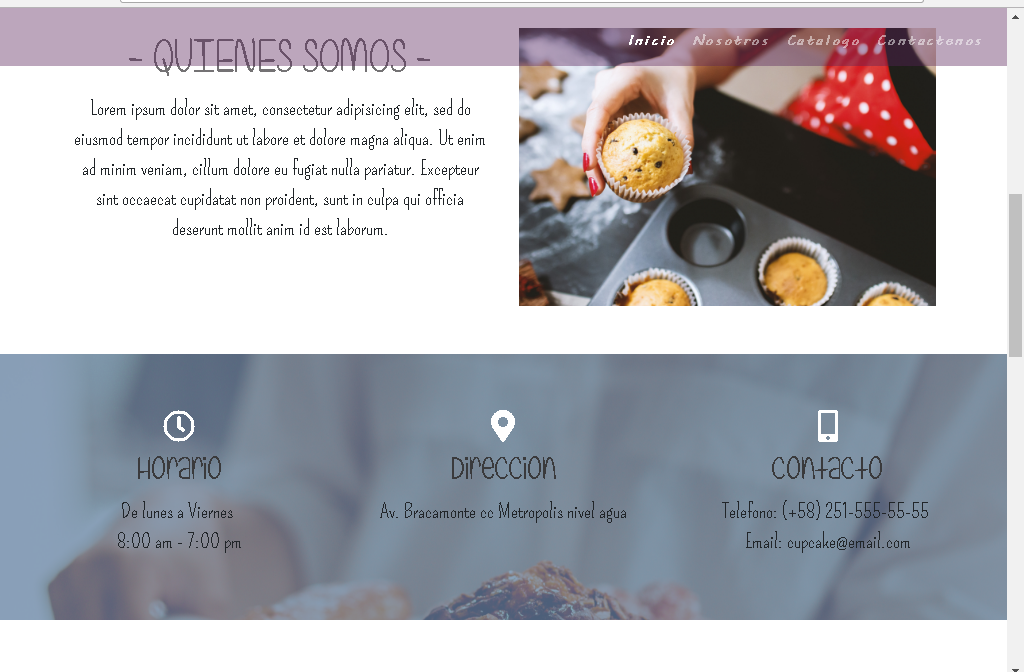 Inicio Nosotros Catalogo Contactenos
- QUIENES SOMOS -
Lorem ipsum dolor sit amet, consectetur adipisicing elit, sed do
eiusmod tempor incididunt ut labore et dolore magna aliqua. Ut enim
ad minim veniam, cillum dolore eu fugiat nulla pariatur. Excepteur
sint occaecat cupidatat non proident, sunt in culpa qui officia
deserunt mollit anim id est laborum.
Horario
De lunes a Viernes
8:00 am - 7:00 pm
Direccion
Av. Bracamonte cc Metropolis nivel agua
Contacto
Telefono: (+58) 251-555-55-55
Email: cupcake@email.com